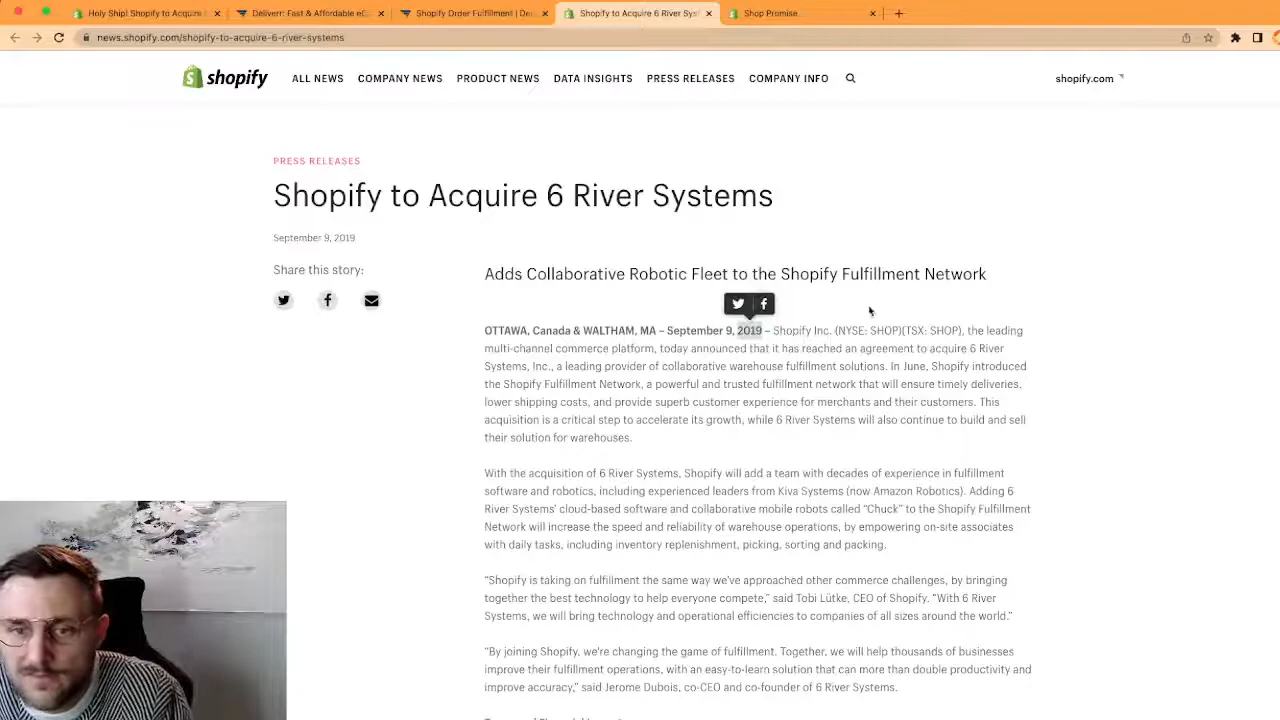 Holy Ship! Shopify to Acquire
Deliverr: Fast & Affordable eC
Shopify Order Fulfillment | De
Shopify to Acquire 6 River Sys
Shop Promise
news.shopify.com/shopify-to-acquire-6-river-systems
shopify
ALL NEWS
COMPANY NEWS
PRODUCT NEWS
DATA INSIGHTS
PRESS RELEASES
COMPANY INFO
shopify.com
PRESS RELEASES
Shopify to Acquire 6 River Systems
September 9, 2019
Share this story:
Adds Collaborative Robotic Fleet to the Shopify Fulfillment Network
OTTAWA, Canada & WALTHAM, MA – September 9, 2019 – Shopify Inc. (NYSE: SHOP)(TSX: SHOP), the leading
multi-channel commerce platform, today announced that it has reached an agreement to acquire 6 River
Systems, Inc., a leading provider of collaborative warehouse fulfillment solutions. In June, Shopify introduced
the Shopify Fulfillment Network, a powerful and trusted fulfillment network that will ensure timely deliveries,
lower shipping costs, and provide superb customer experience for merchants and their customers. This
acquisition is a critical step to accelerate its growth, while 6 River Systems will also continue to build and sell
their solution for warehouses.
With the acquisition of 6 River Systems, Shopify will add a team with decades of experience in fulfillment
software and robotics, including experienced leaders from Kiva Systems (now Amazon Robotics). Adding 6
River Systems' cloud-based software and collaborative mobile robots called “Chuck” to the Shopify Fulfillment
Network will increase the speed and reliability of warehouse operations, by empowering on-site associates
with daily tasks, including inventory replenishment, picking, sorting and packing.
“Shopify is taking on fulfillment the same way we've approached other commerce challenges, by bringing
together the best technology to help everyone compete,” said Tobi Lütke, CEO of Shopify. “With 6 River
Systems, we will bring technology and operational efficiencies to companies of all sizes around the world.”
“By joining Shopify, we're changing the game of fulfillment. Together, we will help thousands of businesses
improve their fulfillment operations, with an easy-to-learn solution that can more than double productivity and
improve accuracy,” said Jerome Dubois, co-CEO and co-founder of 6 River Systems.